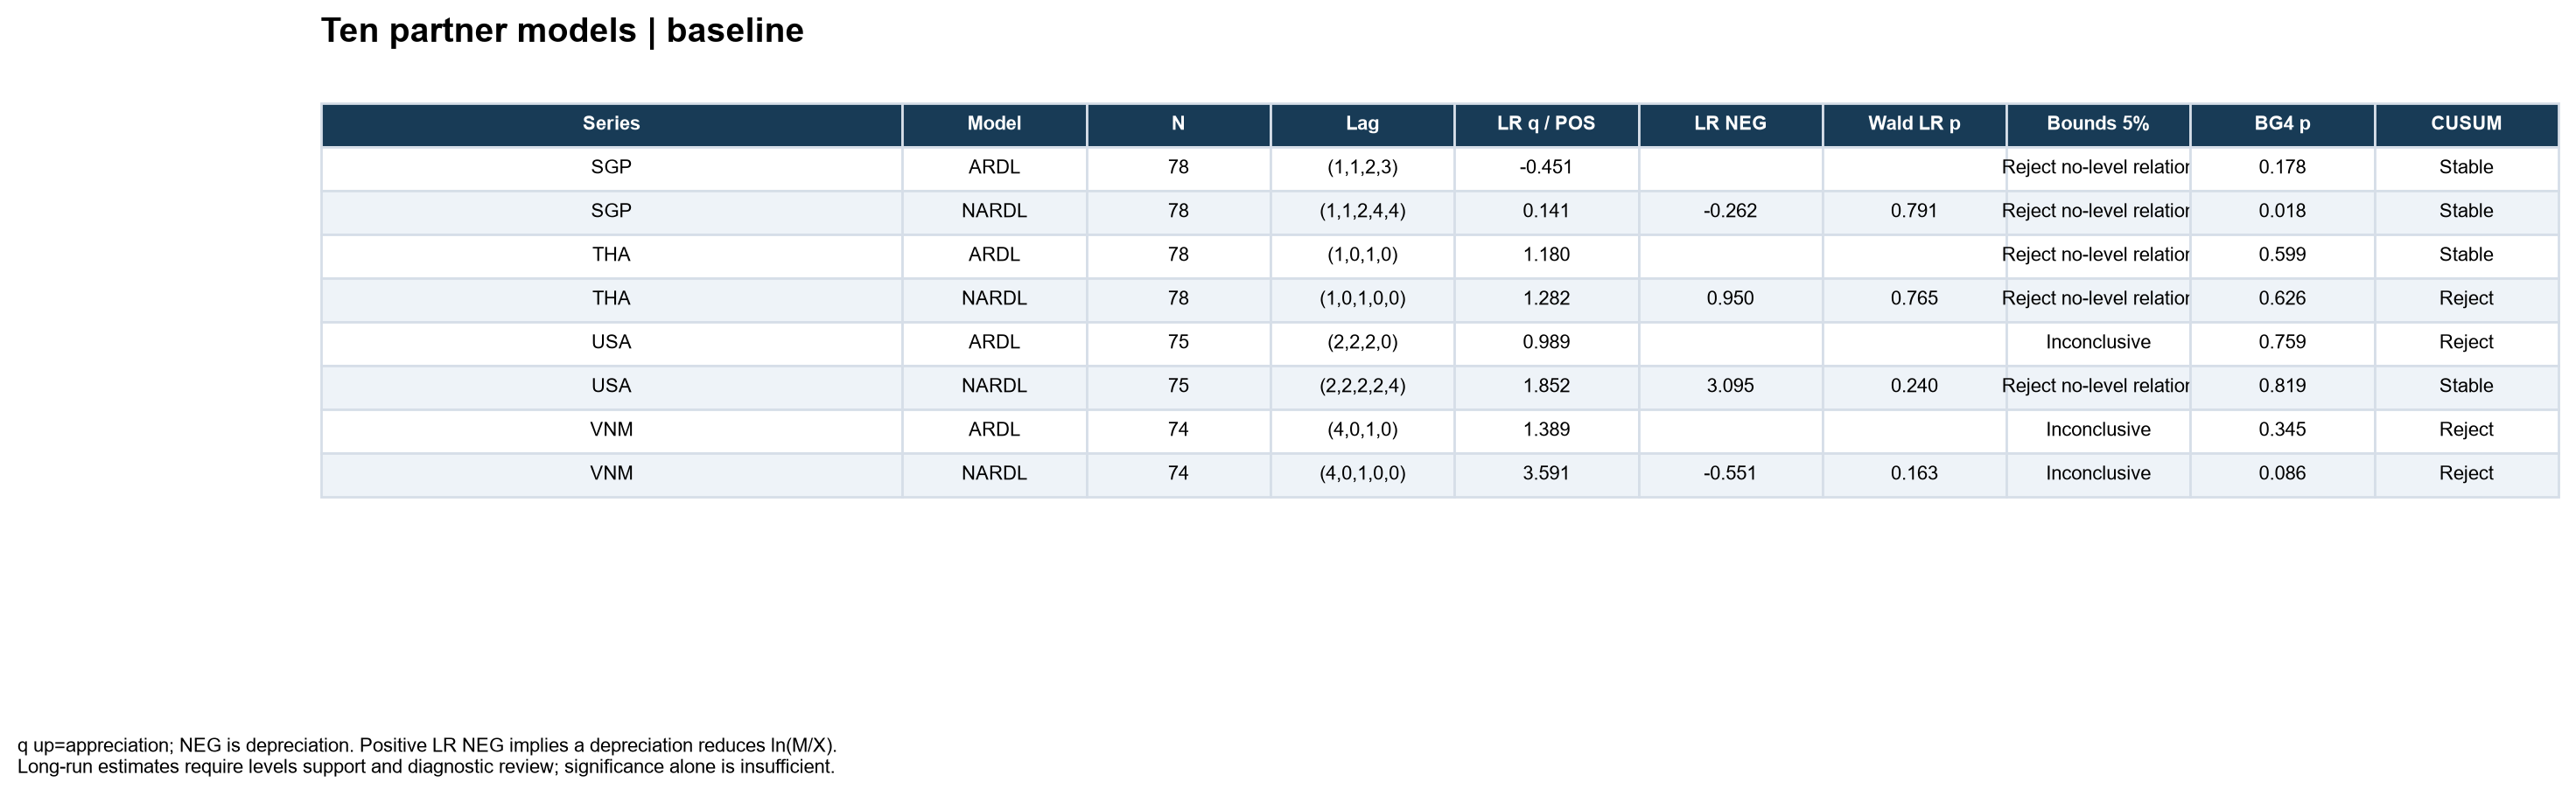 Ten partner models | baseline
Series Model N Lag LR q / POS LR NEG Wald LR p Bounds 5% BG4 p CUSUM
SGP ARDL 78 (1,1,2,3) -0.451 Reject no-level relation 0.178 Stable
SGP NARDL 78 (1,1,2,4,4) 0.141 -0.262 0.791 Reject no-level relation 0.018 Stable
THA ARDL 78 (1,0,1,0) 1.180 Reject no-level relation 0.599 Stable
THA NARDL 78 (1,0,1,0,0) 1.282 0.950 0.765 Reject no-level relation 0.626 Reject
USA ARDL 75 (2,2,2,0) 0.989 Inconclusive 0.759 Reject
USA NARDL 75 (2,2,2,2,4) 1.852 3.095 0.240 Reject no-level relation 0.819 Stable
VNM ARDL 74 (4,0,1,0) 1.389 Inconclusive 0.345 Reject
VNM NARDL 74 (4,0,1,0,0) 3.591 -0.551 0.163 Inconclusive 0.086 Reject
q up=appreciation; NEG is depreciation. Positive LR NEG implies a depreciation reduces ln(M/X).
Long-run estimates require levels support and diagnostic review; significance alone is insufficient.